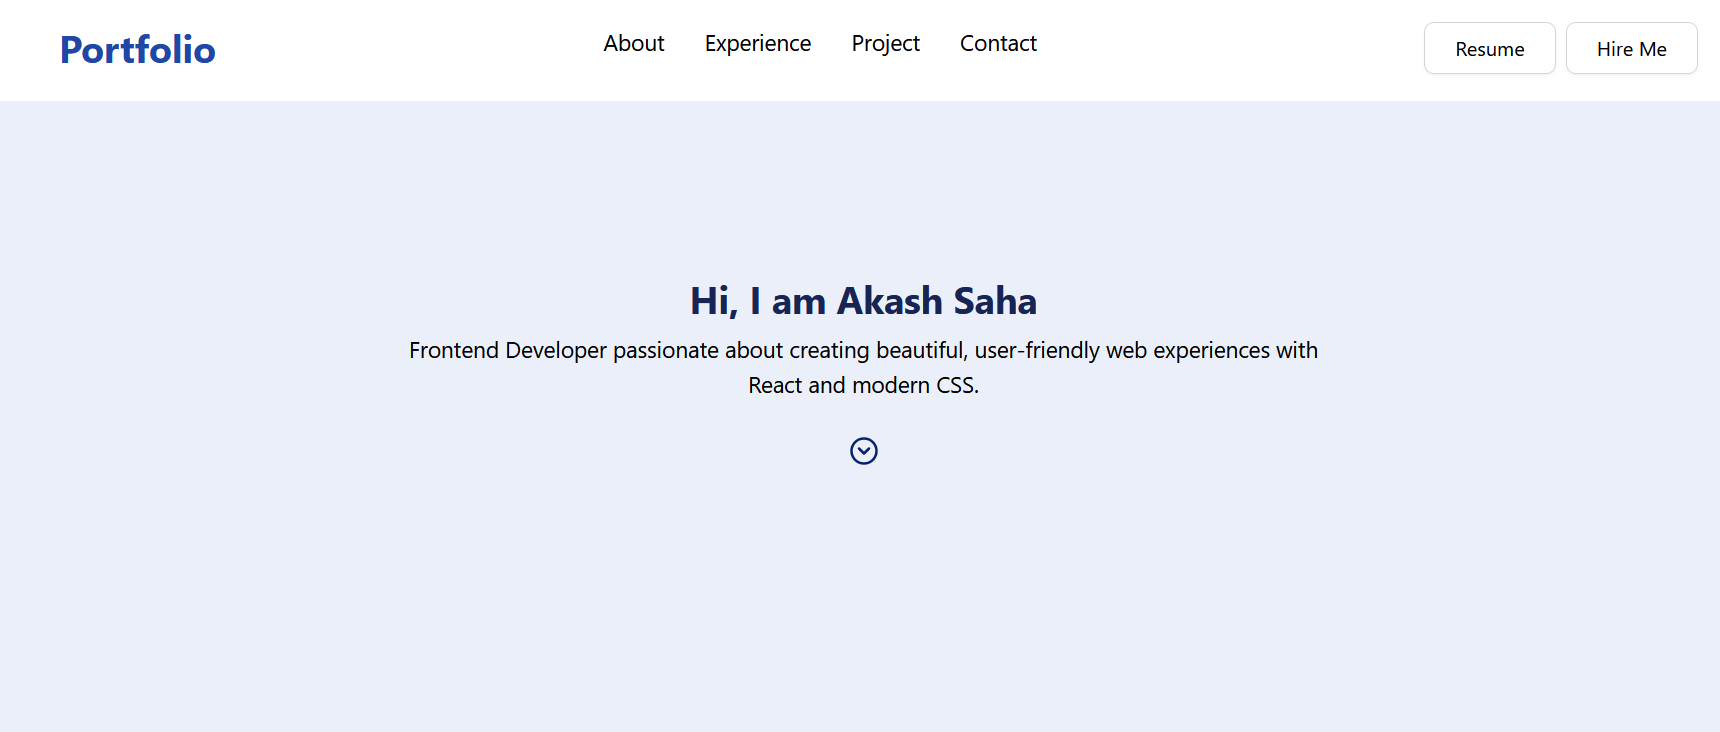 Portfolio
About Experience Project Contact
Resume Hire Me
Hi, I am Akash Saha
Frontend Developer passionate about creating beautiful, user-friendly web experiences with
React and modern CSS.